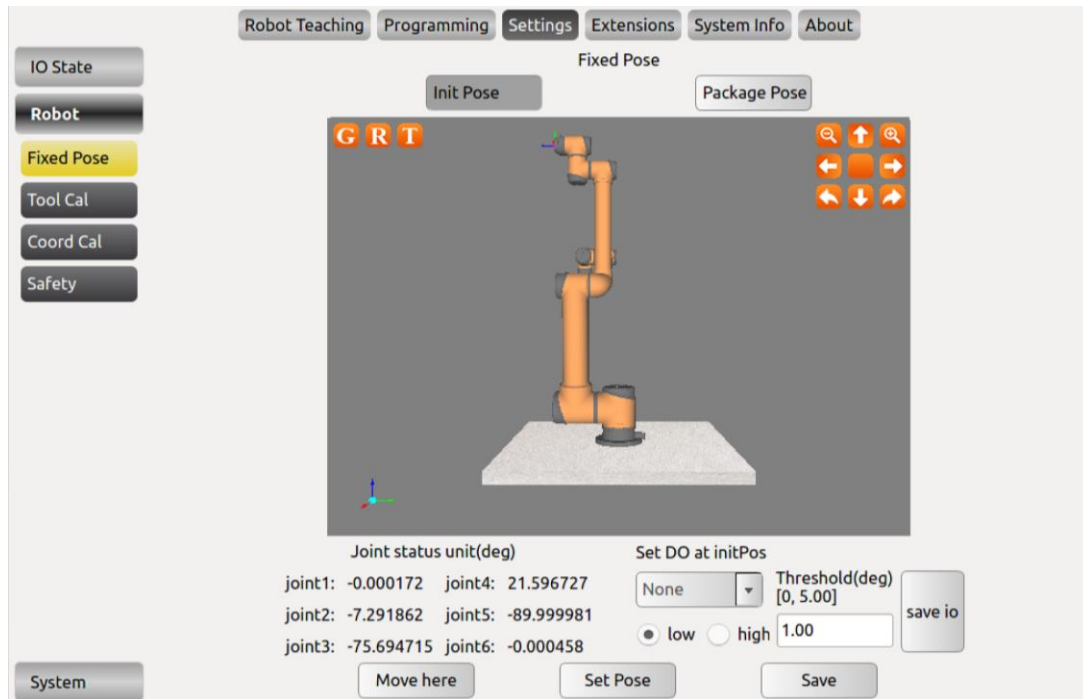 Robot Teaching Programming Settings Extensions System Info About
IO State
Robot
Fixed Pose
Tool Cal
Coord Cal
Safety
System
Fixed Pose
Init Pose Package Pose
G R T
Joint status unit(deg)
joint1: -0.000172 joint4: 21.596727
joint2: -7.291862 joint5: -89.999981
joint3: -75.694715 joint6: -0.000458
Set DO at initPos
None
low high
Threshold(deg)
[0, 5.00]
1.00
save io
Move here Set Pose Save